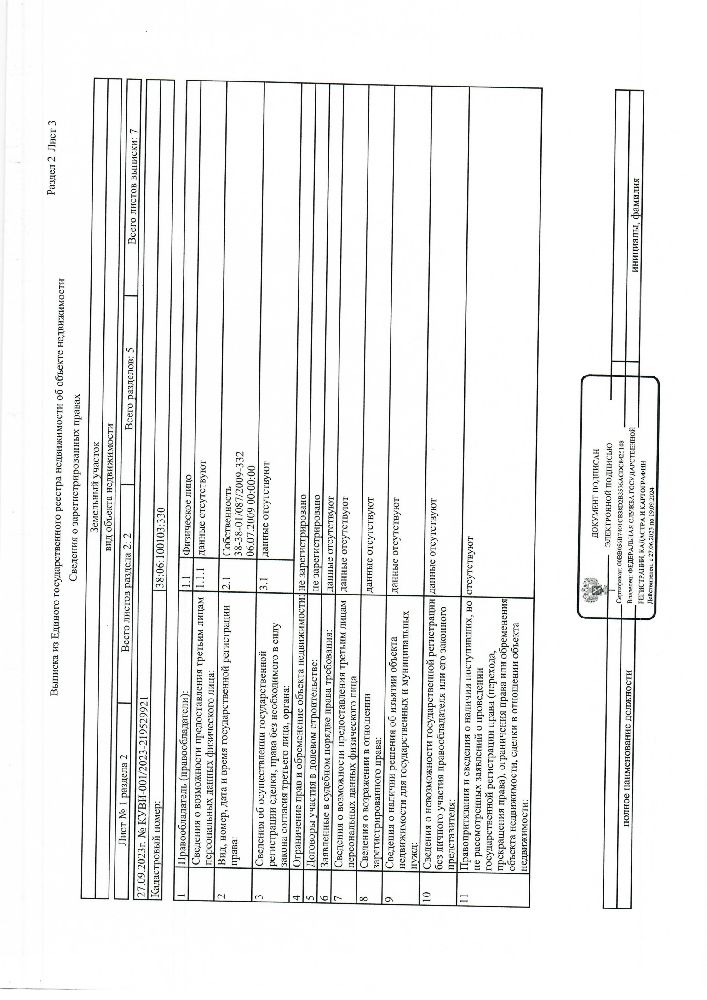 Раздел 2 Лист 3
Выписка из Единого государственного реестра недвижимости об объекте недвижимости
Сведения о зарегистрированных правах
Земельный участок
вид объекта недвижимости
Лист № 1 раздела 2 Всего листов раздела 2: 2 Всего разделов: 5 Всего листов выписки: 7
27.09.2023г. № КУВИ-001/2023-219529921
Кадастровый номер: 38:06:100103:330
1 Правообладатель (правообладатели): 1.1 Физическое лицо
Сведения о возможности предоставления третьим лицам 1.1.1 данные отсутствуют
персональных данных физического лица:
2 Вид, номер, дата и время государственной регистрации 2.1 Собственность
права: 38-38-01/087/2009-332
06.07.2009 00:00:00
3 Сведения об осуществлении государственной 3.1 данные отсутствуют
регистрации сделки, права без необходимого в силу
закона согласия третьего лица, органа:
4 Ограничение прав и обременение объекта недвижимости: не зарегистрировано
5 Договоры участия в долевом строительстве: не зарегистрировано
6 Заявленные в судебном порядке права требования: данные отсутствуют
7 Сведения о возможности предоставления третьим лицам данные отсутствуют
персональных данных физического лица
8 Сведения о возражении в отношении данные отсутствуют
зарегистрированного права:
9 Сведения о наличии решения об изъятии объекта данные отсутствуют
недвижимости для государственных и муниципальных
нужд:
10 Сведения о невозможности государственной регистрации данные отсутствуют
без личного участия правообладателя или его законного
представителя:
11 Правопритязания и сведения о наличии поступивших, но отсутствуют
не рассмотренных заявлений о проведении
государственной регистрации права (перехода,
прекращения права), ограничения права или обременения
объекта недвижимости, сделки в отношении объекта
недвижимости:
ДОКУМЕНТ ПОДПИСАН
ЭЛЕКТРОННОЙ ПОДПИСЬЮ
Сертификат: 00BB056B7401CB38D2B3576ACDC8425108
Владелец: ФЕДЕРАЛЬНАЯ СЛУЖБА ГОСУДАРСТВЕННОЙ
РЕГИСТРАЦИИ, КАДАСТРА И КАРТОГРАФИИ
Действителен: с 27.06.2023 по 19.09.2024
полное наименование должности
инициалы, фамилия